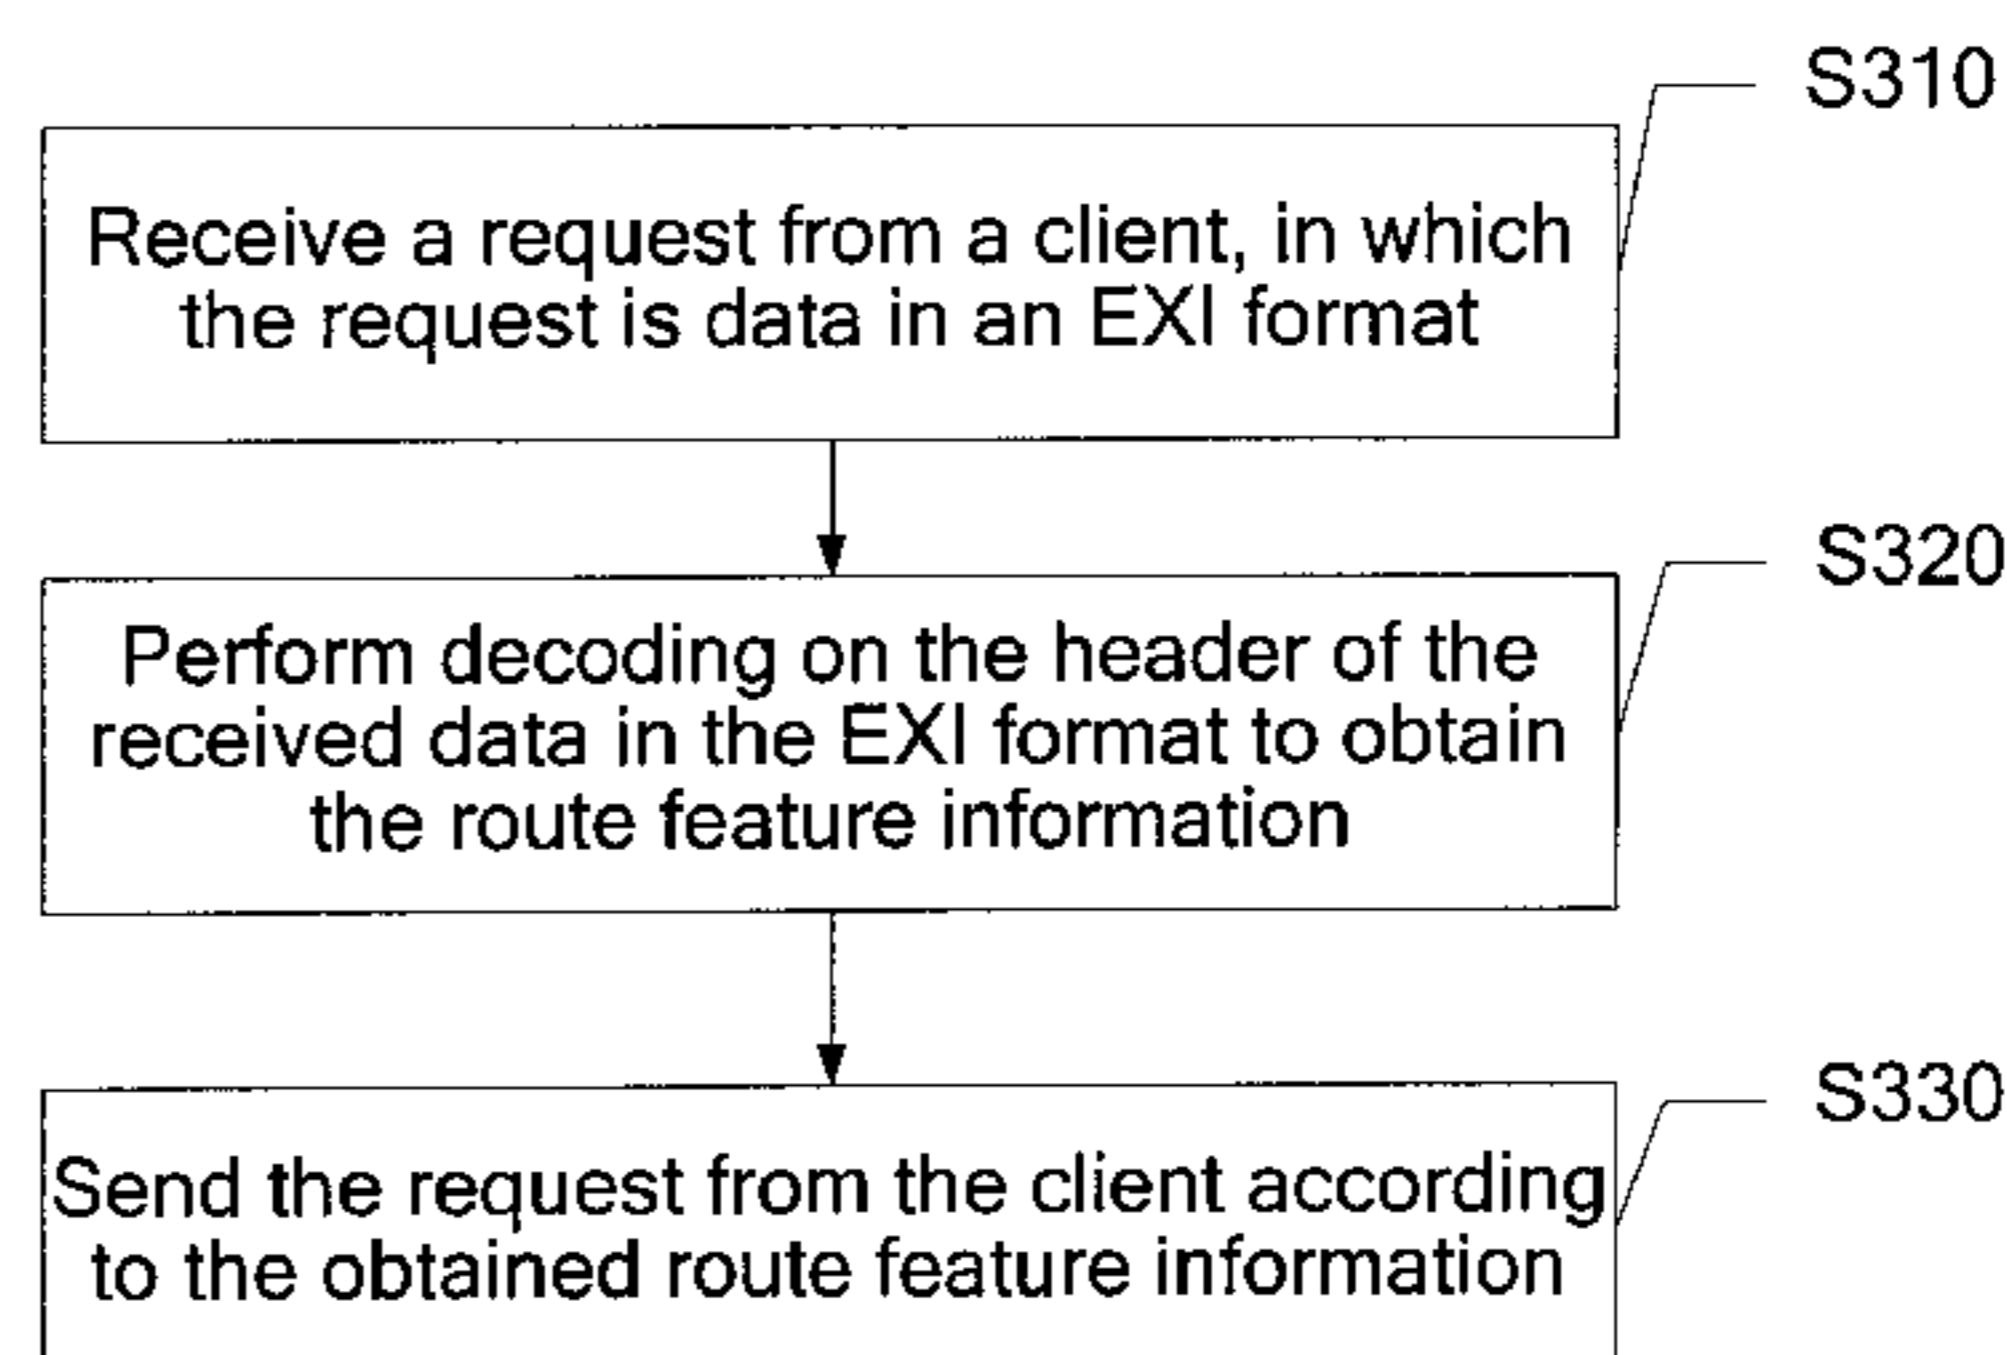 S310
Receive a request from a client, in which
the request is data in an EXI format
S320
Perform decoding on the header of the
received data in the EXI format to obtain
the route feature information
S330
Send the request from the client according
to the obtained route feature information